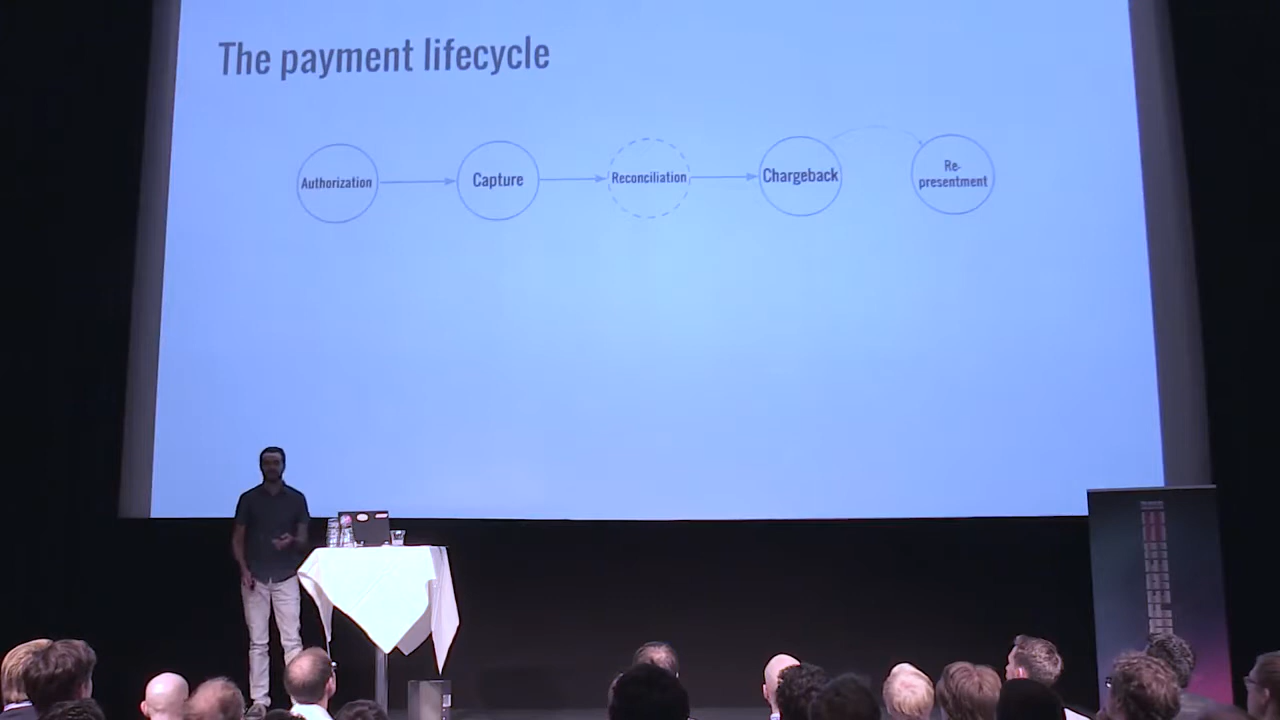 The payment lifecycle
Authorization
Capture
Reconciliation
Chargeback
Re-
presentment